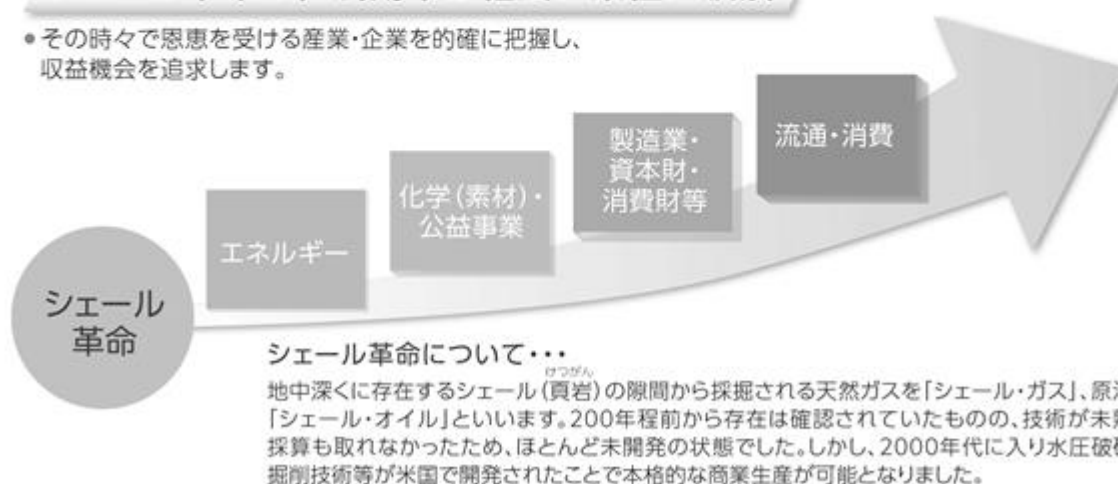 •その時々で恩恵を受ける産業・企業を的確に把握し、
収益機会を追求します。
流通・消費
製造業・
資本財・
消費財等
化学(素材)・
公益事業
エネルギー
シェール
革命
シェール革命について・・・
けつがん
地中深くに存在するシェール(頁岩)の隙間から採掘される天然ガスを「シェール・ガス」、原
「シェール・オイル」といいます。200年程前から存在は確認されていたものの、技術が未
採算も取れなかったため、ほとんど未開発の状態でした。しかし、2000年代に入り水圧破
掘削技術等が米国で開発されたことで本格的な商業生産が可能となりました。